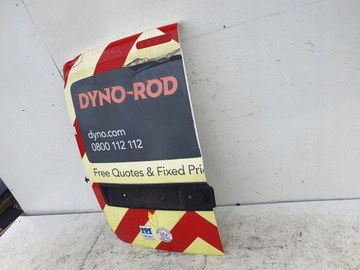 DYNO-ROD
dyno.com
0800 112 112
Free Quotes & Fixed Pri